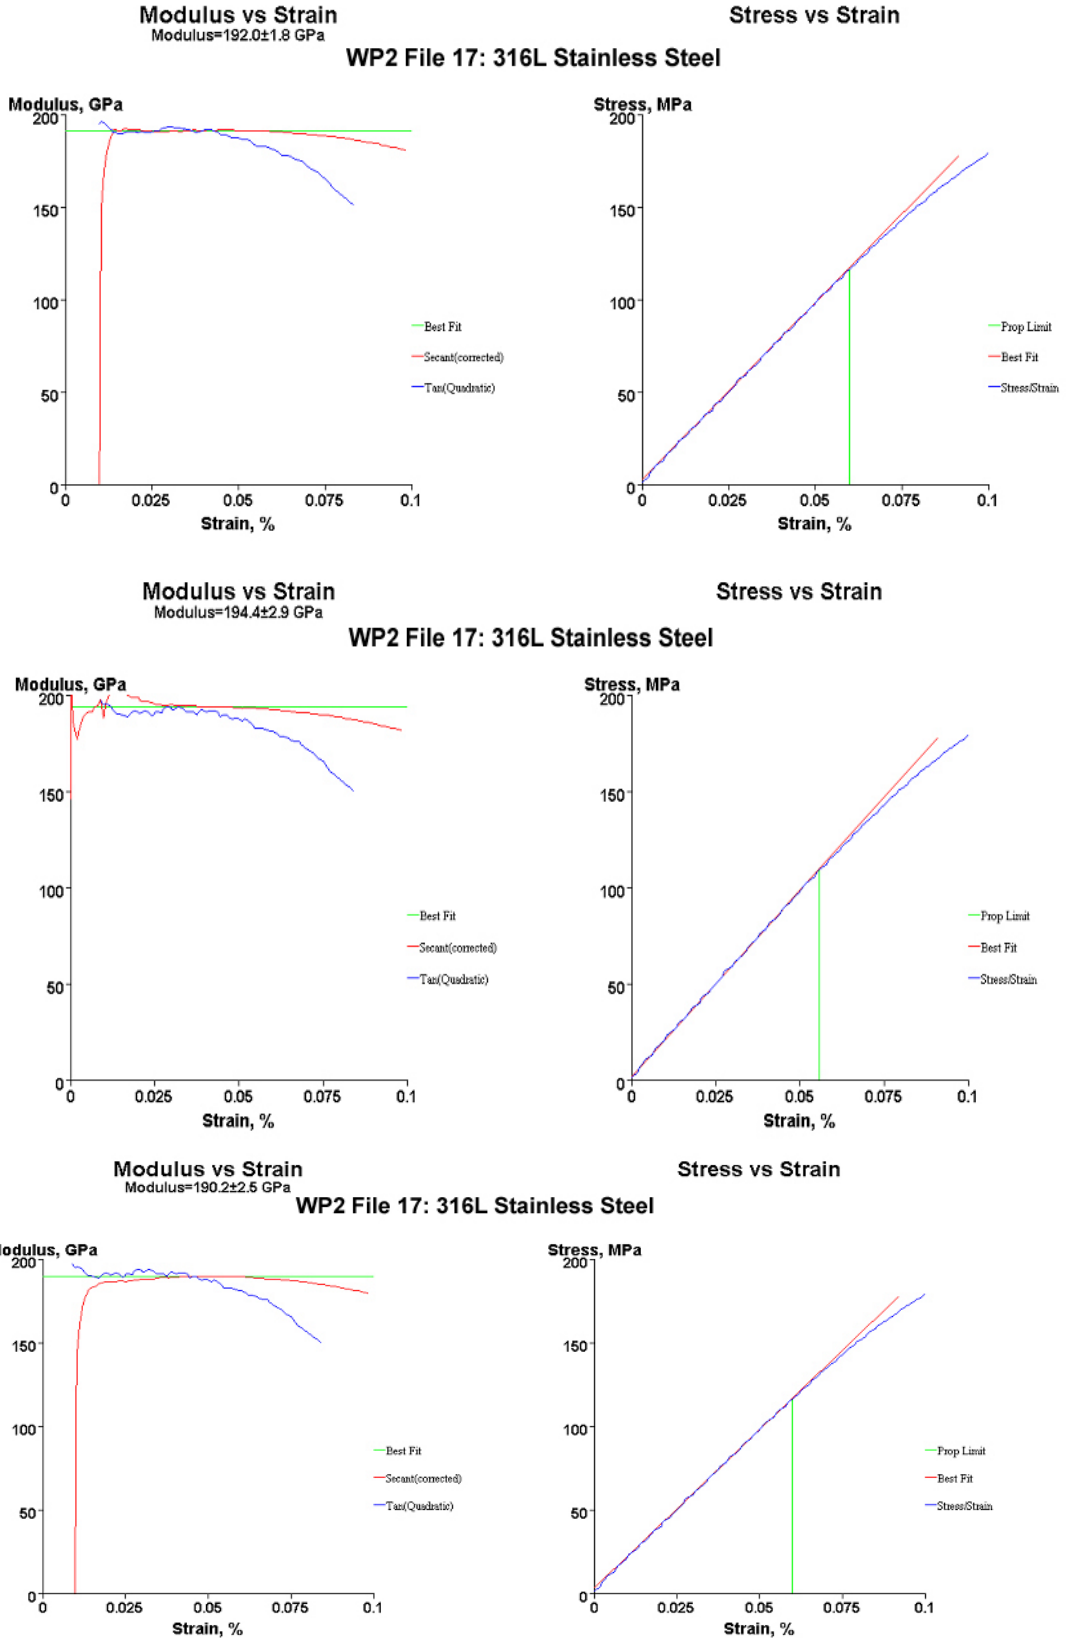 Modulus vs Strain
Modulus=192.0±1.8 GPa
Stress vs Strain
WP2 File 17: 316L Stainless Steel
Modulus, GPa
200
150
100
50
0
0 0.025 0.05 0.075 0.1
Strain, %
Best Fit
Secant(corrected)
Tan(Quadratic)
Stress, MPa
200
150
100
50
0
0 0.025 0.05 0.075 0.1
Strain, %
Prop Limit
Best Fit
Stress/Strain
Modulus vs Strain
Modulus=194.4±2.9 GPa
Stress vs Strain
WP2 File 17: 316L Stainless Steel
Modulus, GPa
200
150
100
50
0
0 0.025 0.05 0.075 0.1
Strain, %
Best Fit
Secant(corrected)
Tan(Quadratic)
Stress, MPa
200
150
100
50
0
0 0.025 0.05 0.075 0.1
Strain, %
Prop Limit
Best Fit
Stress/Strain
Modulus vs Strain
Modulus=190.2±2.5 GPa
Stress vs Strain
WP2 File 17: 316L Stainless Steel
odulus, GPa
200
150
100
50
0
0 0.025 0.05 0.075 0.1
Strain, %
Best Fit
Secant(corrected)
Tan(Quadratic)
Stress, MPa
200
150
100
50
0
0 0.025 0.05 0.075 0.1
Strain, %
Prop Limit
Best Fit
Stress/Strain